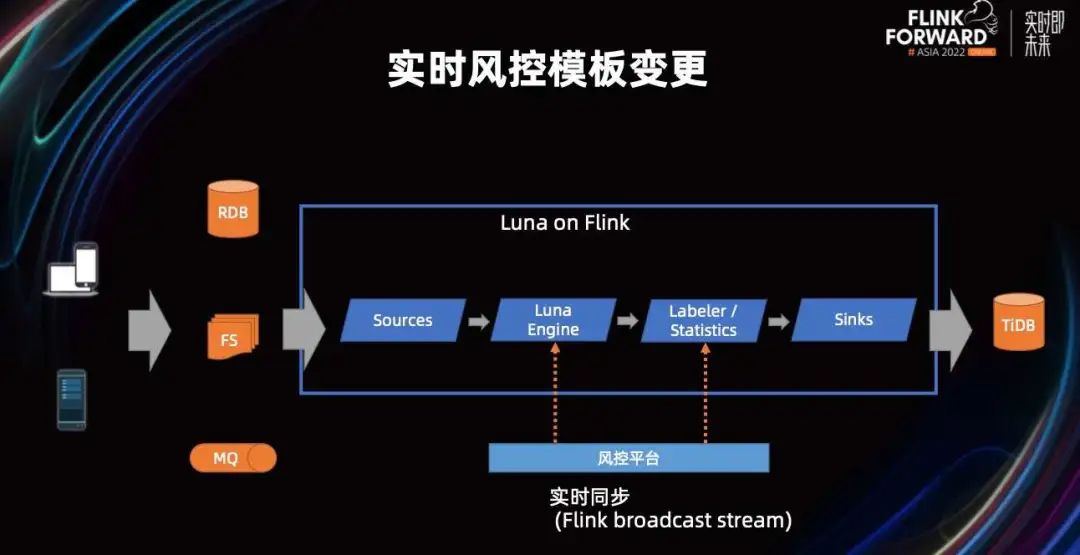 FLINK
FORWARD
# ASIA 2022 ONLINE
实时即
未来
实时风控模板变更
RDB
Luna on Flink
Sources
Luna
Engine
Labeler /
Statistics
Sinks
TiDB
FS
MQ
风控平台
实时同步
(Flink broadcast stream)